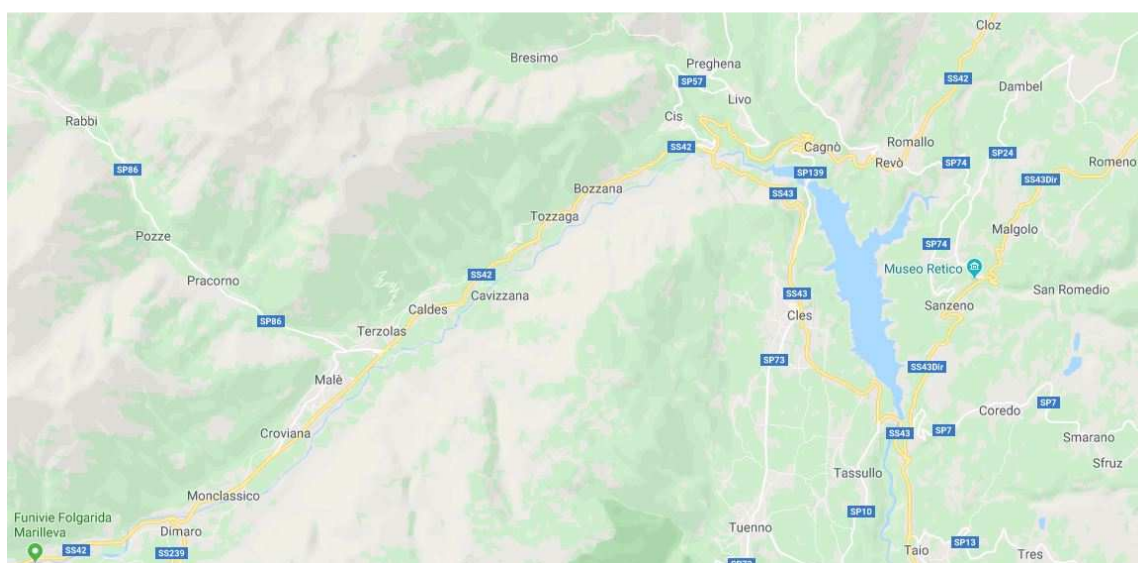 Cloz
Bresimo
Preghena
SP57
SS42
Dambel
Livo
Rabbi
Cis
Romallo
Cagnò
SS42
SP24
Revò
SP74
Romeno
SP86
SP139
SS43Dir
Bozzana
SS43
Tozzaga
Malgolo
Pozze
SP74
Museo Retico
SS42
Pracorno
Cavizzana
SS43
San Romedio
Caldes
Sanzeno
SP86
Terzolas
Cles
SP73
SS43Dir
Malè
SP7
Coredo
Croviana
SS43
SP7
Smarano
Sfruz
Tassullo
Monclassico
Funivie Folgarida
Marilleva
Dimaro
SP10
Tuenno
SS42
SS239
SP13
Taio
Tres